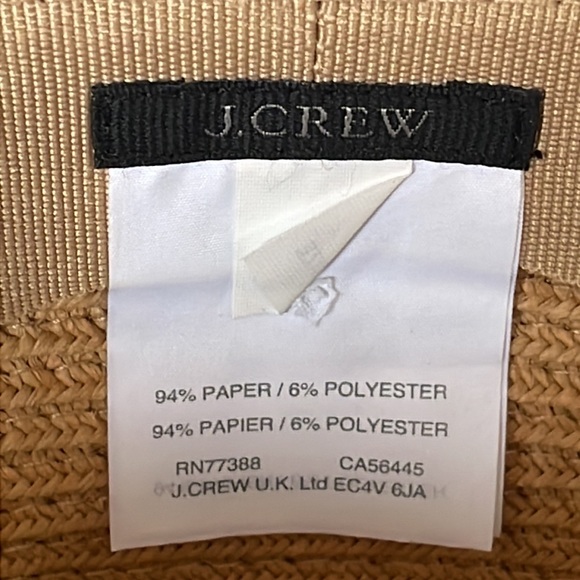 J.CREW
94% PAPER / 6% POLYESTER
94% PAPIER / 6% POLYESTER
RN77388 CA56445
J.CREW U.K. Ltd EC4V 6JA